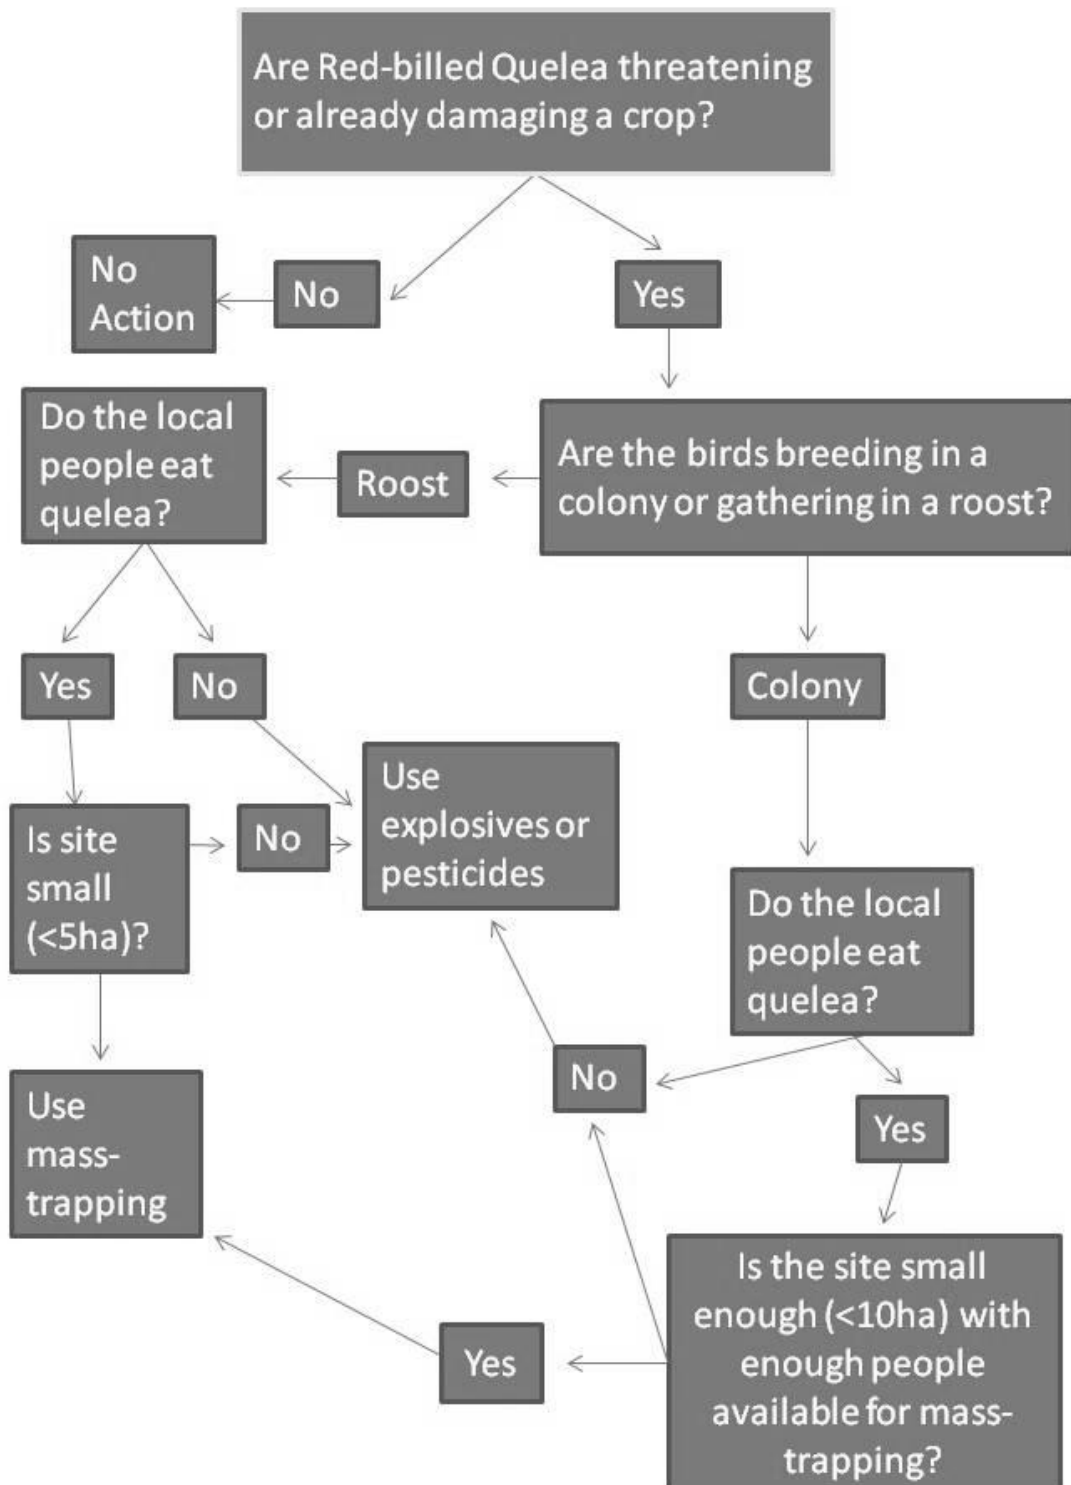 Are Red-billed Quelea threatening
or already damaging a crop?
No
Action
No
Yes
Do the local
people eat
quelea?
Roost
Are the birds breeding in a
colony or gathering in a roost?
Yes
No
Colony
Use
explosives or
pesticides
Is site
small
(<5ha)?
No
Do the local
people eat
quelea?
No
Use
mass-
trapping
Yes
Is the site small
enough (<10ha) with
enough people
available for mass-
trapping?
Yes